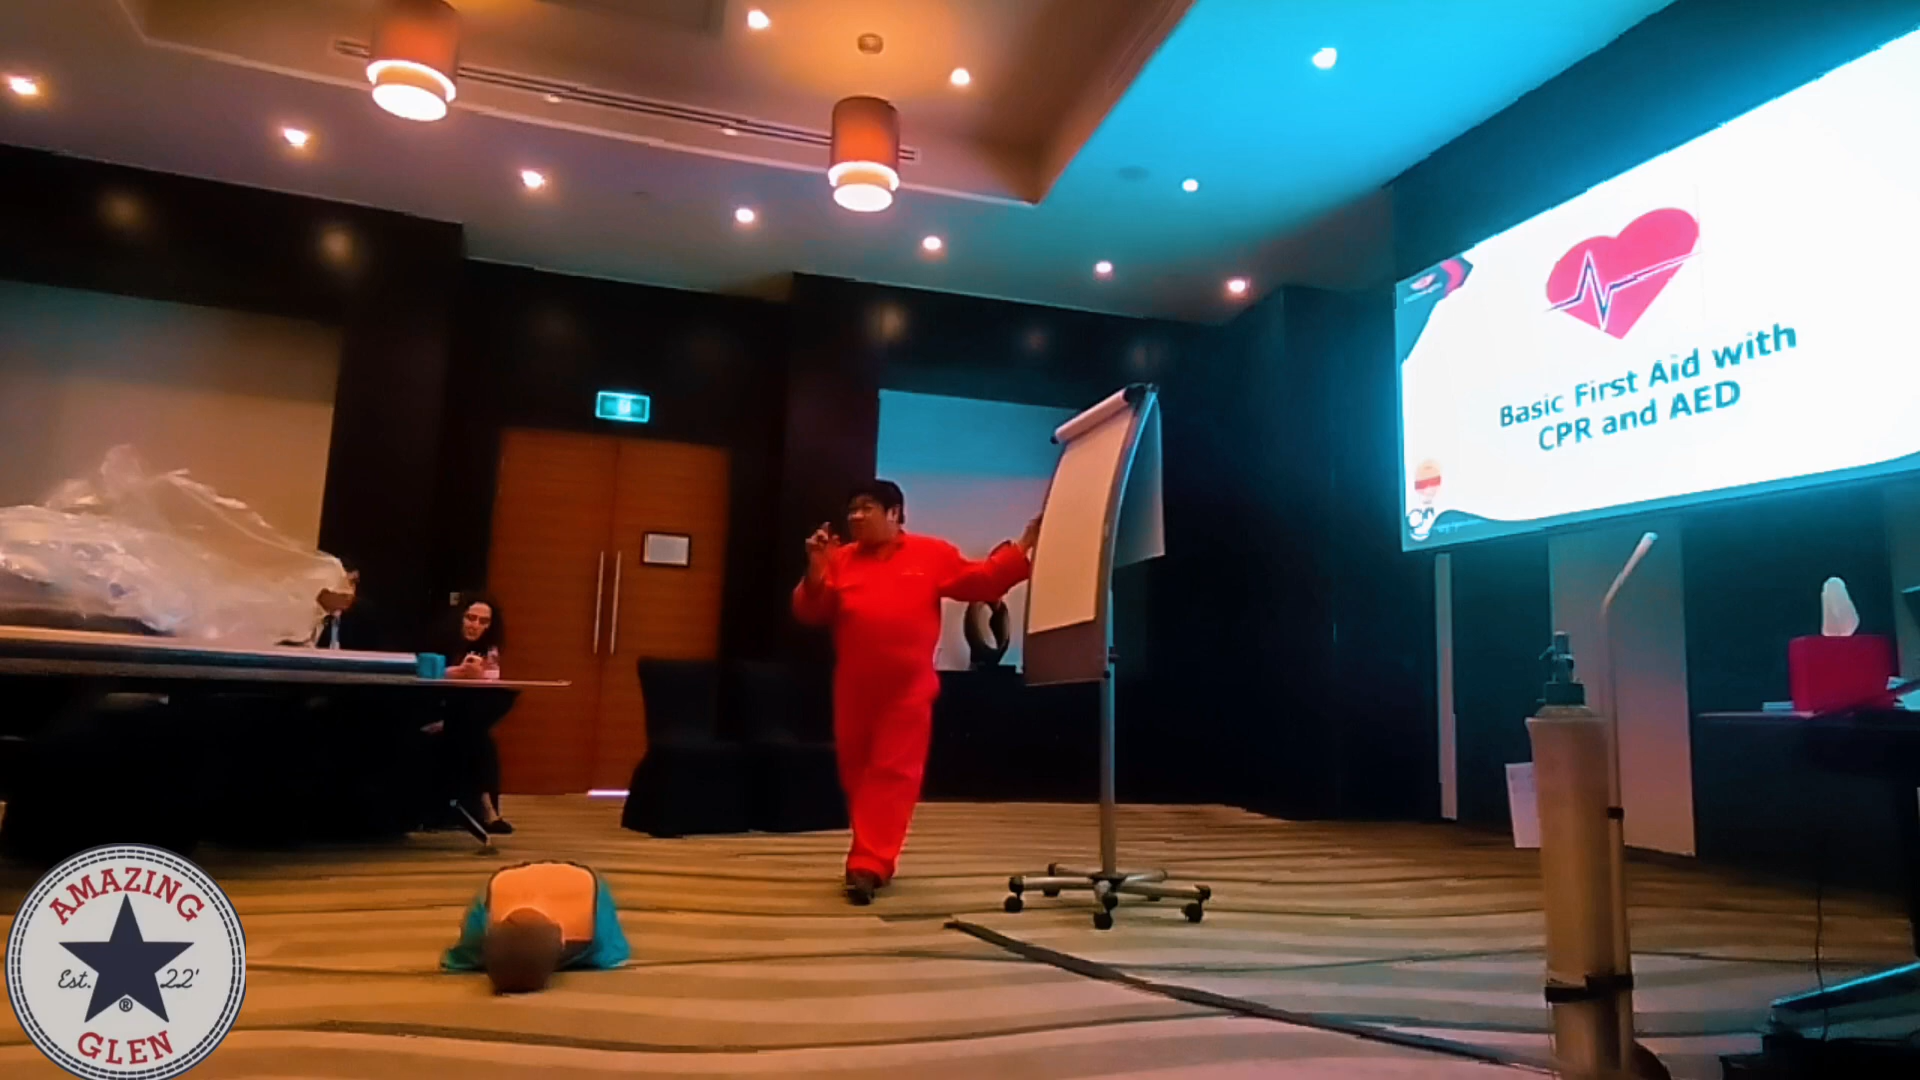 Basic First Aid with
CPR and AED
AMAZING
Est. 22'
®
GLEN